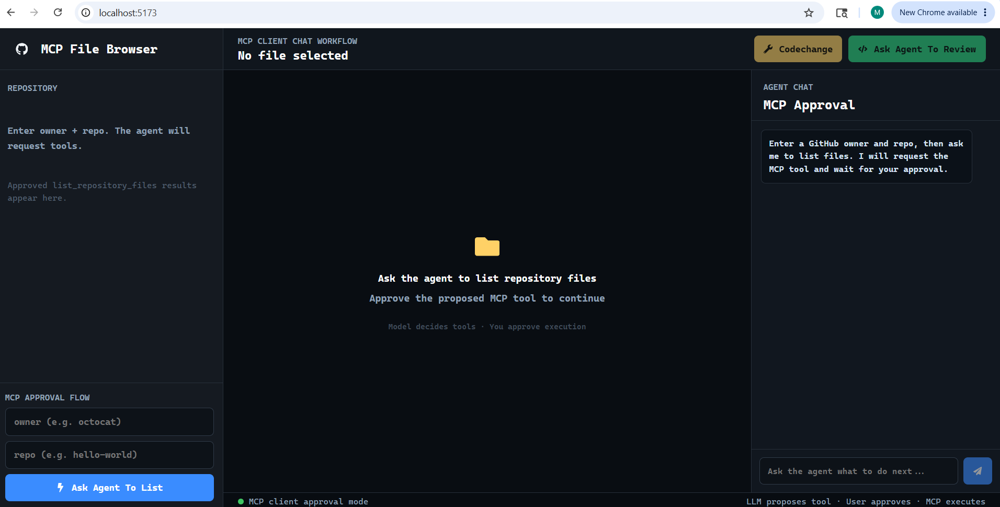 localhost:5173
M
New Chrome available
MCP File Browser
MCP CLIENT CHAT WORKFLOW
No file selected
Codechange
</> Ask Agent To Review
REPOSITORY
Enter owner + repo. The agent will
request tools.
Approved list_repository_files results
appear here.
Ask the agent to list repository files
Approve the proposed MCP tool to continue
Model decides tools · You approve execution
AGENT CHAT
MCP Approval
Enter a GitHub owner and repo, then ask
me to list files. I will request the
MCP tool and wait for your approval.
MCP APPROVAL FLOW
owner (e.g. octocat)
repo (e.g. hello-world)
Ask Agent To List
Ask the agent what to do next...
MCP client approval mode
LLM proposes tool · User approves · MCP executes